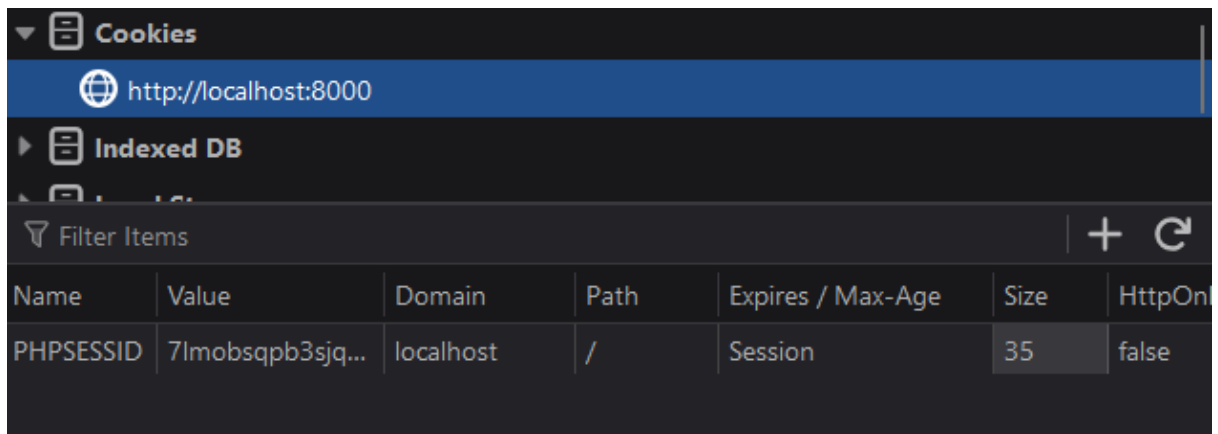 Cookies
http://localhost:8000
Indexed DB
Filter Items
Name Value Domain Path Expires / Max-Age Size HttpOnl
PHPSESSID 7lmobsqpb3sjq... localhost / Session 35 false